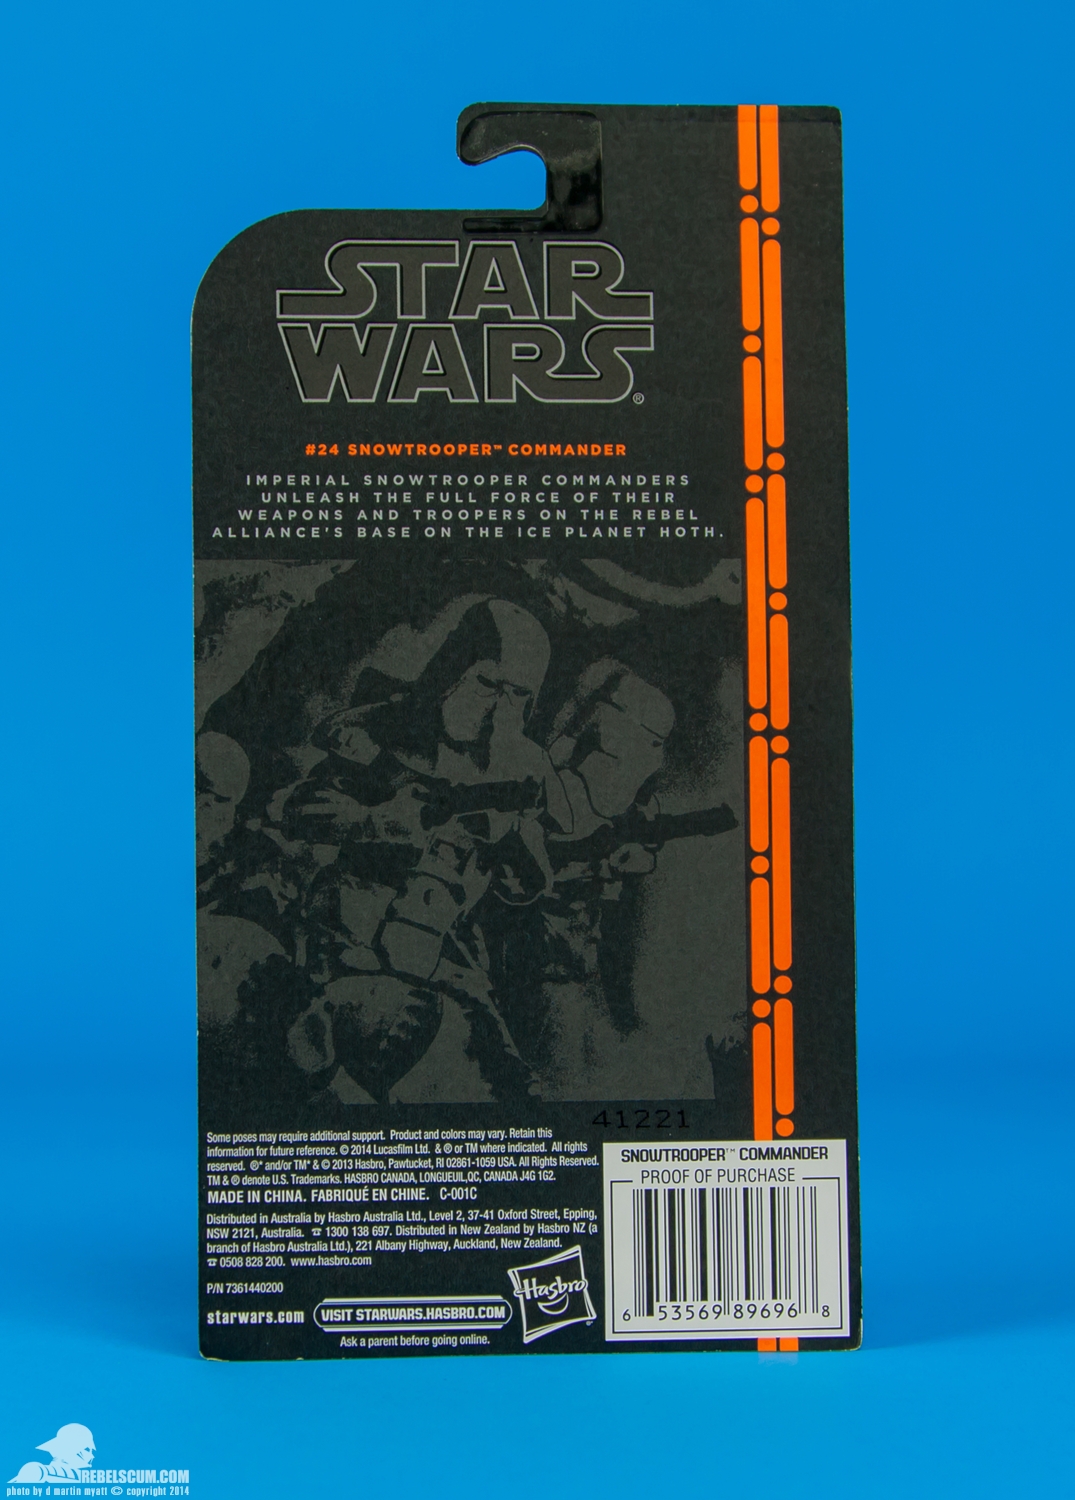 STAR
WARS®
#24 SNOWTROOPER™ COMMANDER
IMPERIAL SNOWTROOPER COMMANDERS
UNLEASH THE FULL FORCE OF THEIR
WEAPONS AND TROOPERS ON THE REBEL
ALLIANCE'S BASE ON THE ICE PLANET HOTH.
41221
Some poses may require additional support. Product and colors may vary. Retain this
information for future reference. © 2014 Lucasfilm Ltd. & ® or TM where indicated. All rights
reserved. ®* and/or TM* & © 2013 Hasbro, Pawtucket, RI 02861-1059 USA. All Rights Reserved.
TM & ® denote U.S. Trademarks. HASBRO CANADA, LONGUEUIL,QC, CANADA J4G 1G2.
MADE IN CHINA. FABRIQUÉ EN CHINE. C-001C
Distributed in Australia by Hasbro Australia Ltd., Level 2, 37-41 Oxford Street, Epping,
NSW 2121, Australia. ☎ 1300 138 697. Distributed in New Zealand by Hasbro NZ (a
branch of Hasbro Australia Ltd.), 221 Albany Highway, Auckland, New Zealand.
☎ 0508 828 200. www.hasbro.com
P/N 7361440200
starwars.com VISIT STARWARS.HASBRO.COM
Ask a parent before going online.
Hasbro®
SNOWTROOPER™ COMMANDER
PROOF OF PURCHASE
6 53569 89696 8
REBELSCUM.COM
photo by d martin myatt © copyright 2014